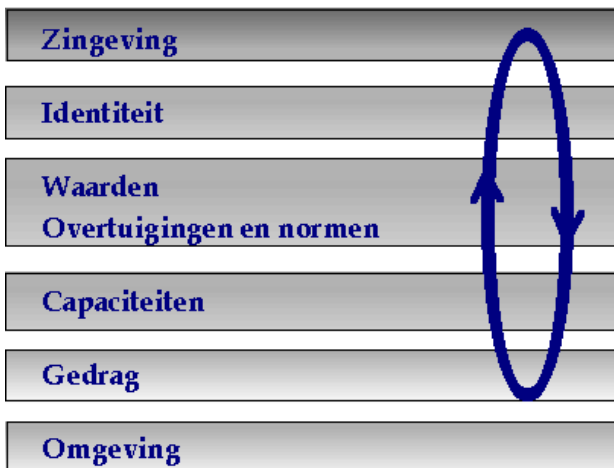 Zingeving
Identiteit
Waarden
Overtuigingen en normen
Capaciteiten
Gedrag
Omgeving